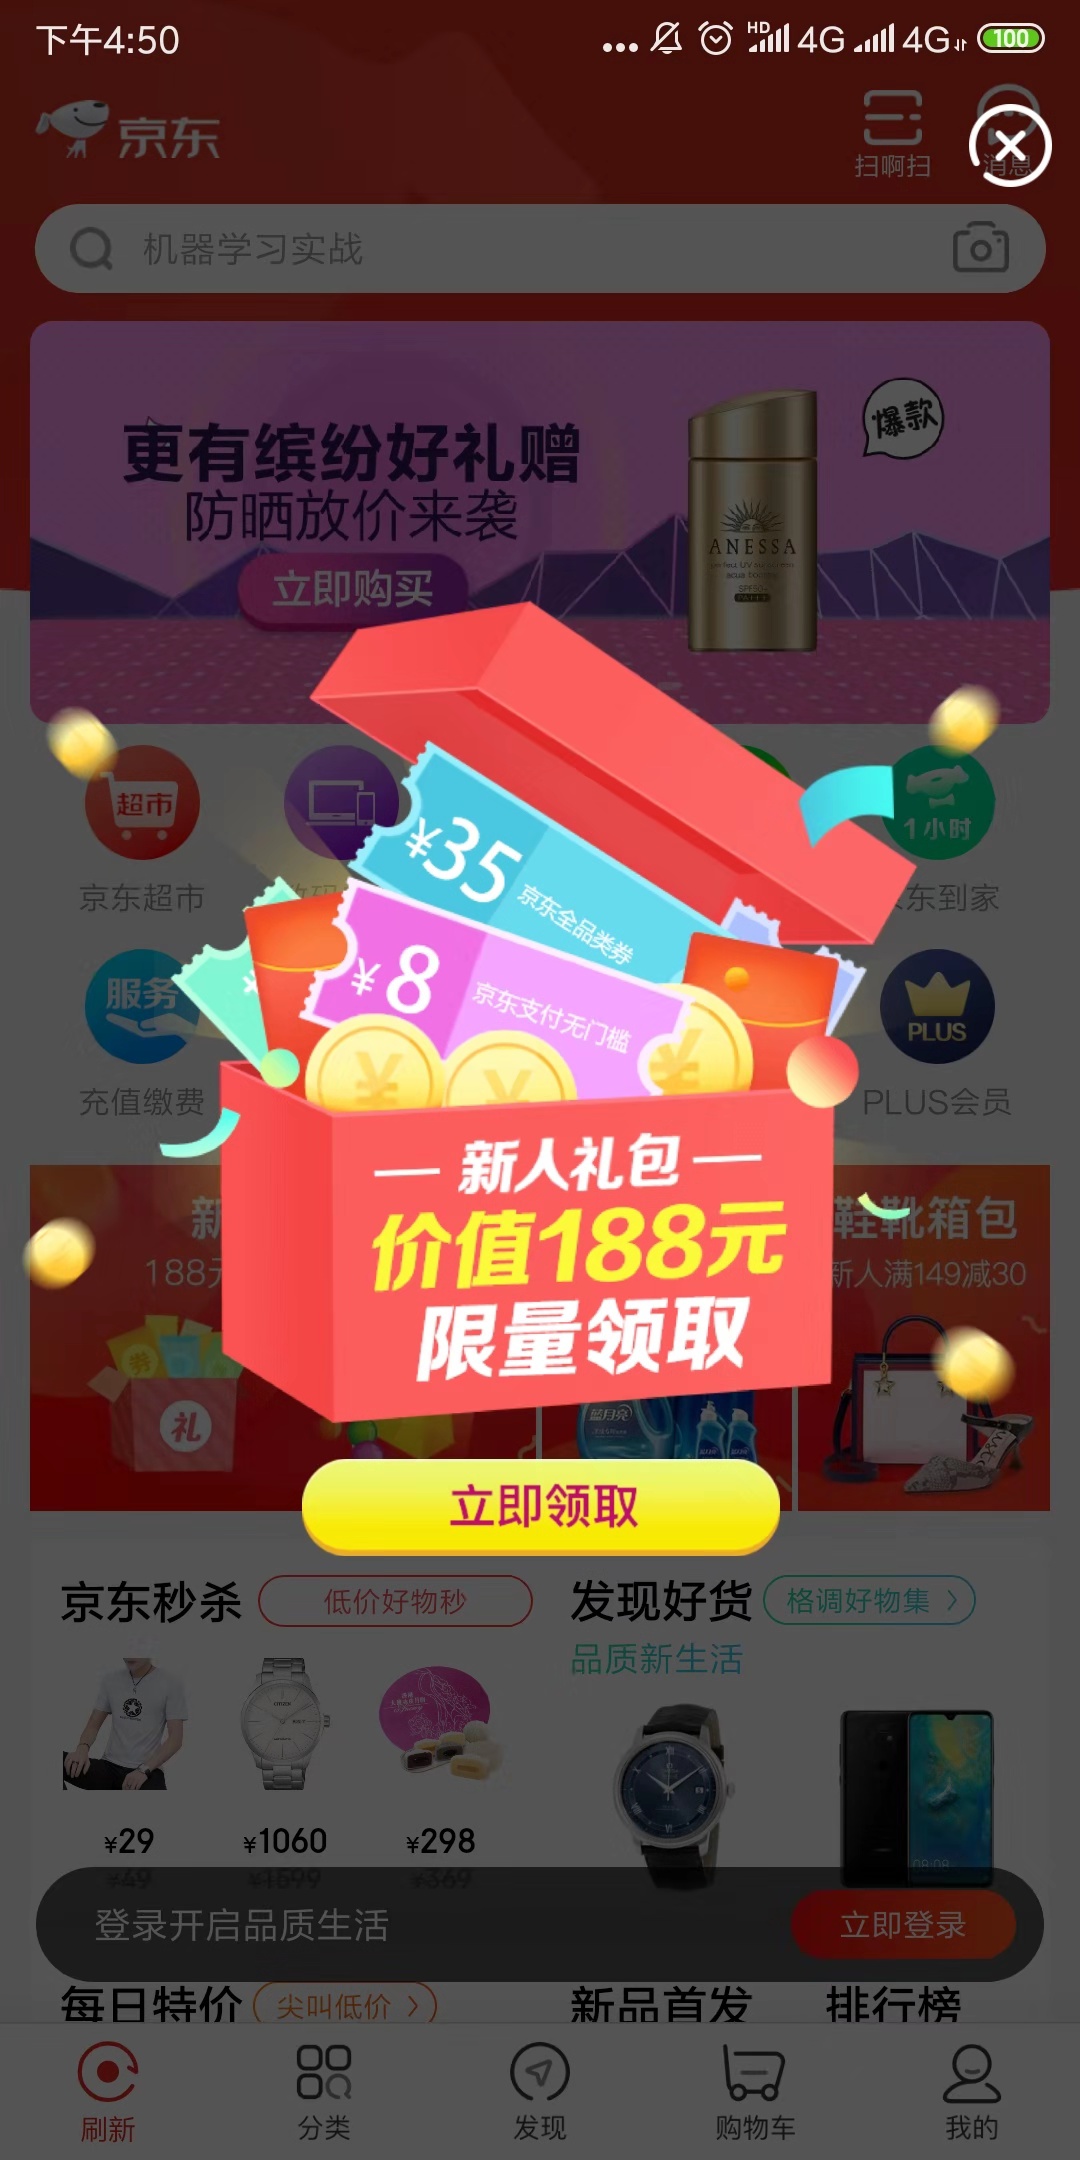 下午4:50
HD 4G 4G 100
京东
扫啊扫
消息
机器学习实战
更有缤纷好礼赠
防晒放价来袭
立即购买
爆款
ANESSA
超市
1小时
京东超市
东到家
¥35 京东全品类券
¥8 京东支付无门槛
服务
PLUS
充值缴费
PLUS会员
新人礼包
价值188元
限量领取
新
188元
鞋靴箱包
新人满149减30
礼
蓝月亮
立即领取
京东秒杀
低价好物秒
发现好货
格调好物集 >
品质新生活
¥29
¥1060
¥298
¥49
¥1599
¥369
08:08
登录开启品质生活
立即登录
每日特价
尖叫低价 >
新品首发
排行榜
刷新
分类
发现
购物车
我的